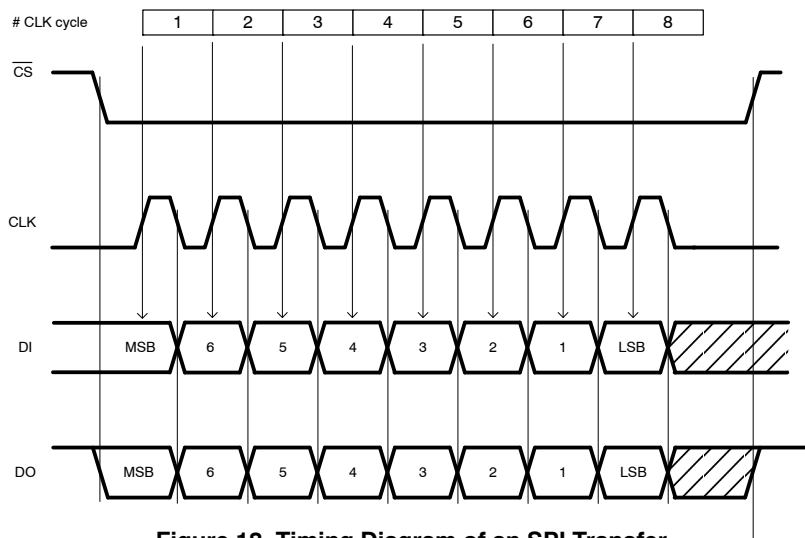 # CLK cycle 1 2 3 4 5 6 7 8
CS
CLK
DI MSB 6 5 4 3 2 1 LSB
DO MSB 6 5 4 3 2 1 LSB
Figure 18. Timing Diagram of an SPI Transfer